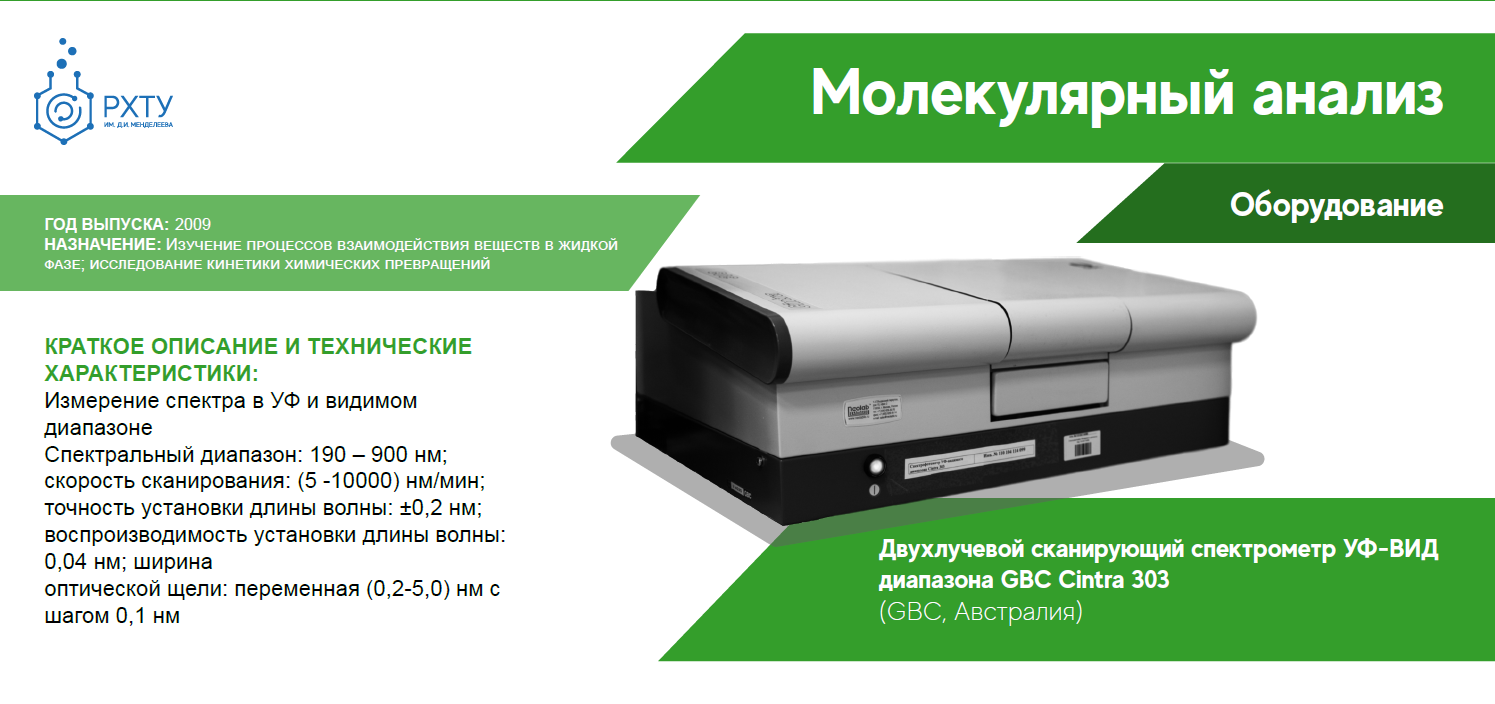 РХТУ
ИМ. Д.И. МЕНДЕЛЕЕВА
Молекулярный анализ
Оборудование
ГОД ВЫПУСКА: 2009
НАЗНАЧЕНИЕ: Изучение процессов взаимодействия веществ в жидкой
фазе; исследование кинетики химических превращений
КРАТКОЕ ОПИСАНИЕ И ТЕХНИЧЕСКИЕ
ХАРАКТЕРИСТИКИ:
Измерение спектра в УФ и видимом
диапазоне
Спектральный диапазон: 190 – 900 нм;
скорость сканирования: (5 -10000) нм/мин;
точность установки длины волны: ±0,2 нм;
воспроизводимость установки длины волны:
0,04 нм; ширина
оптической щели: переменная (0,2-5,0) нм с
шагом 0,1 нм
Двухлучевой сканирующий спектрометр УФ-ВИД
диапазона GBC Cintra 303
(GBC, Австралия)